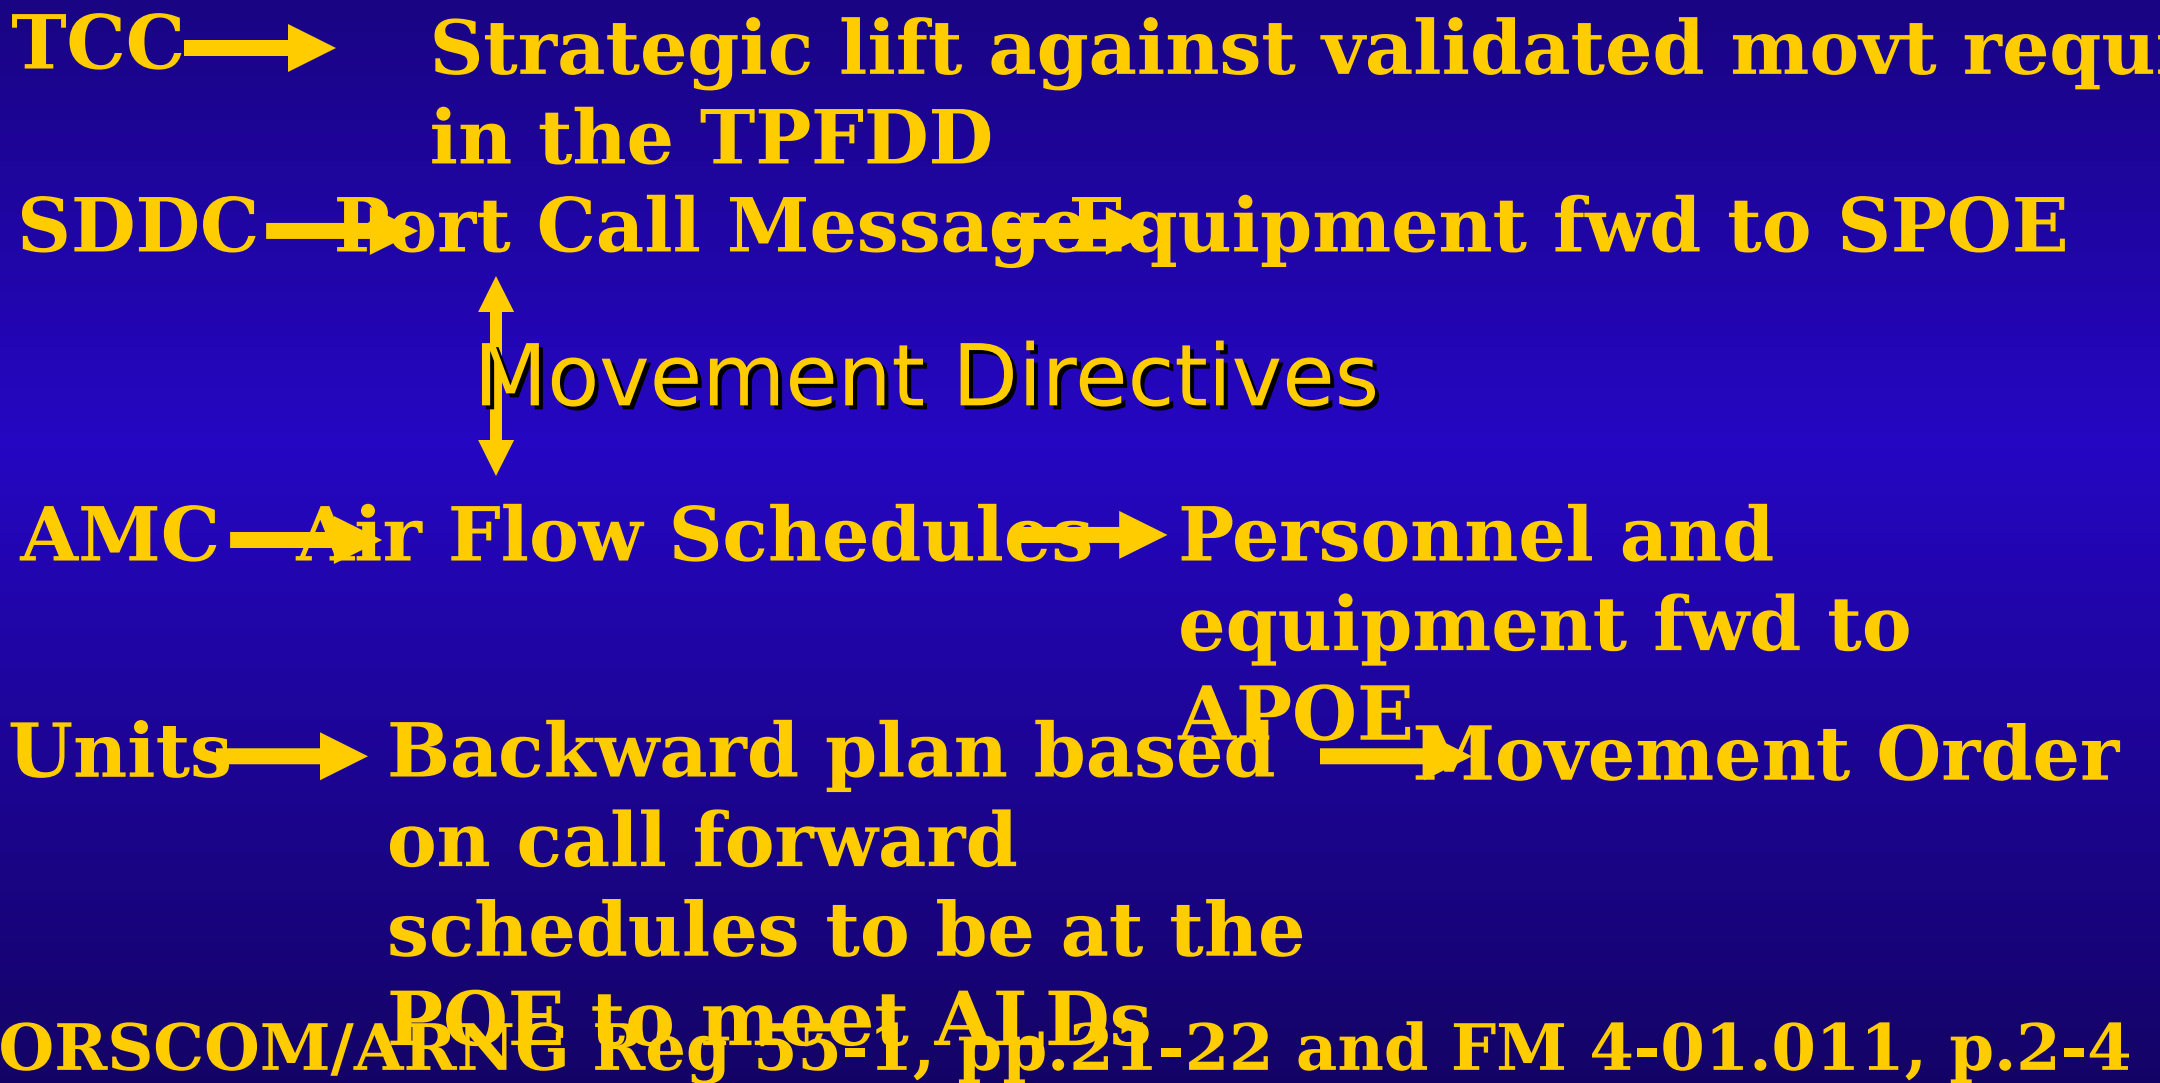 TCC
Strategic lift against validated movt
in the TPFDD
SDDC Port Call Message Equipment fwd to SPOE
Movement Directives
AMC Air Flow Schedules Personnel and
equipment fwd to
APOE
Units Backward plan based Movement Order
on call forward
schedules to be at the
POE to meet ALDs
ORSCOM/ARNG Reg 55-1, pp.21-22 and FM 4-01.011, p.2-4